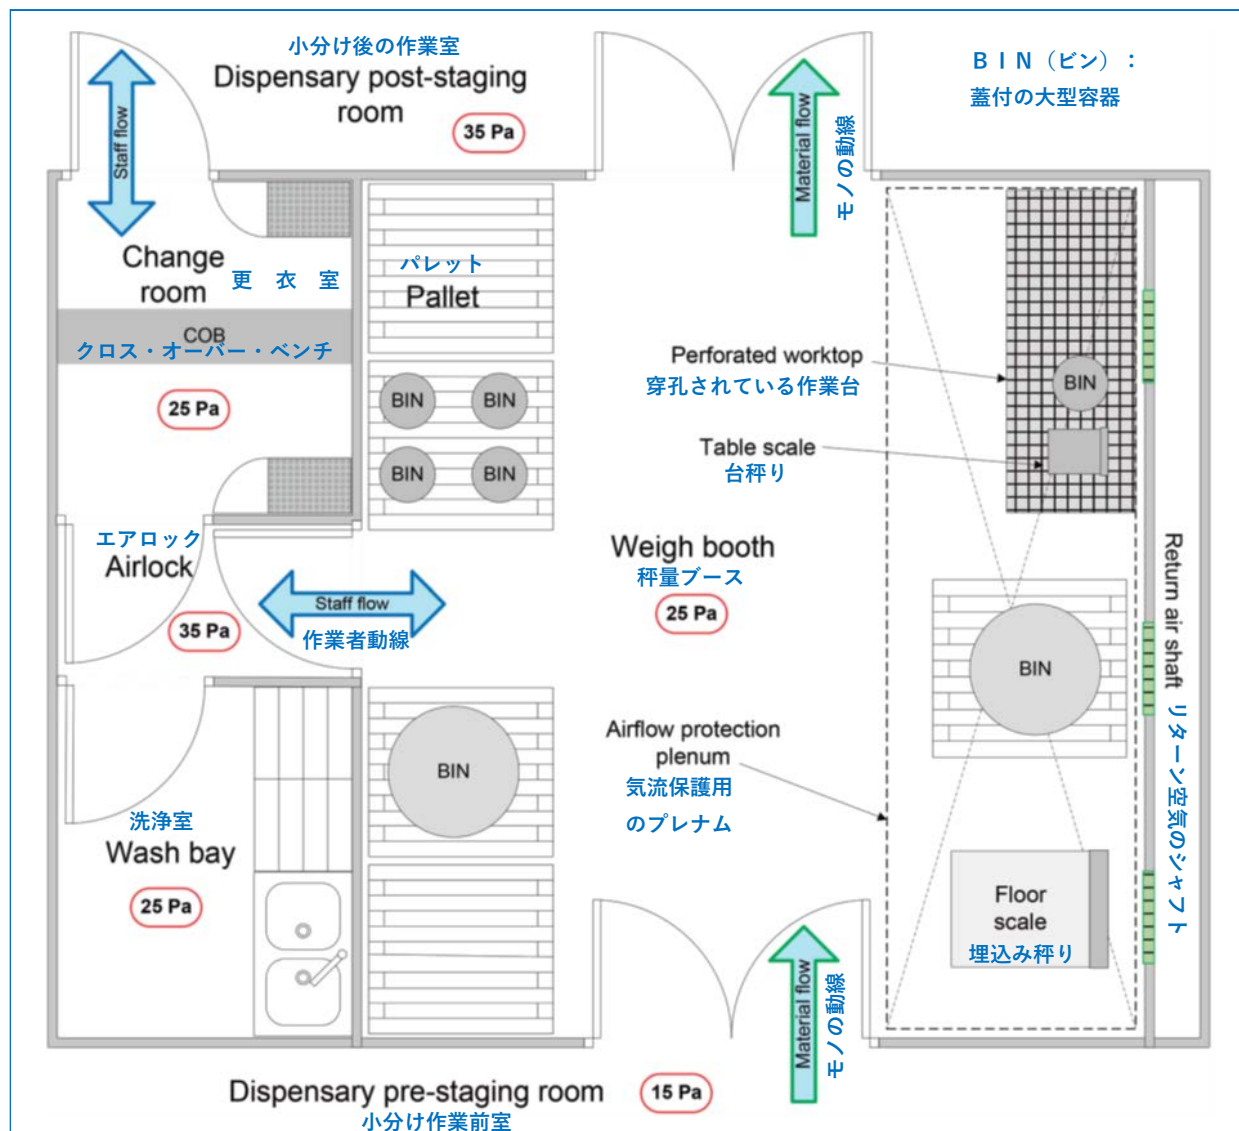 小分け後の作業室
Dispensary post-staging
room
35 Pa
ＢＩＮ（ビン）：
蓋付の大型容器
Staff flow
Material flow
モノの動線
Change
room
更 衣 室
COB
クロス・オーバー・ベンチ
25 Pa
パレット
Pallet
BIN
BIN
BIN
BIN
Perforated worktop
穿孔されている作業台
BIN
Table scale
台秤り
エアロック
Airlock
35 Pa
Staff flow
作業者動線
Weigh booth
秤量ブース
25 Pa
BIN
Return air shaft
リターン空気のシャフト
Airflow protection
plenum
気流保護用
のプレナム
BIN
洗浄室
Wash bay
25 Pa
Floor
scale
埋込み秤り
Material flow
モノの動線
Dispensary pre-staging room
15 Pa
小分け作業前室